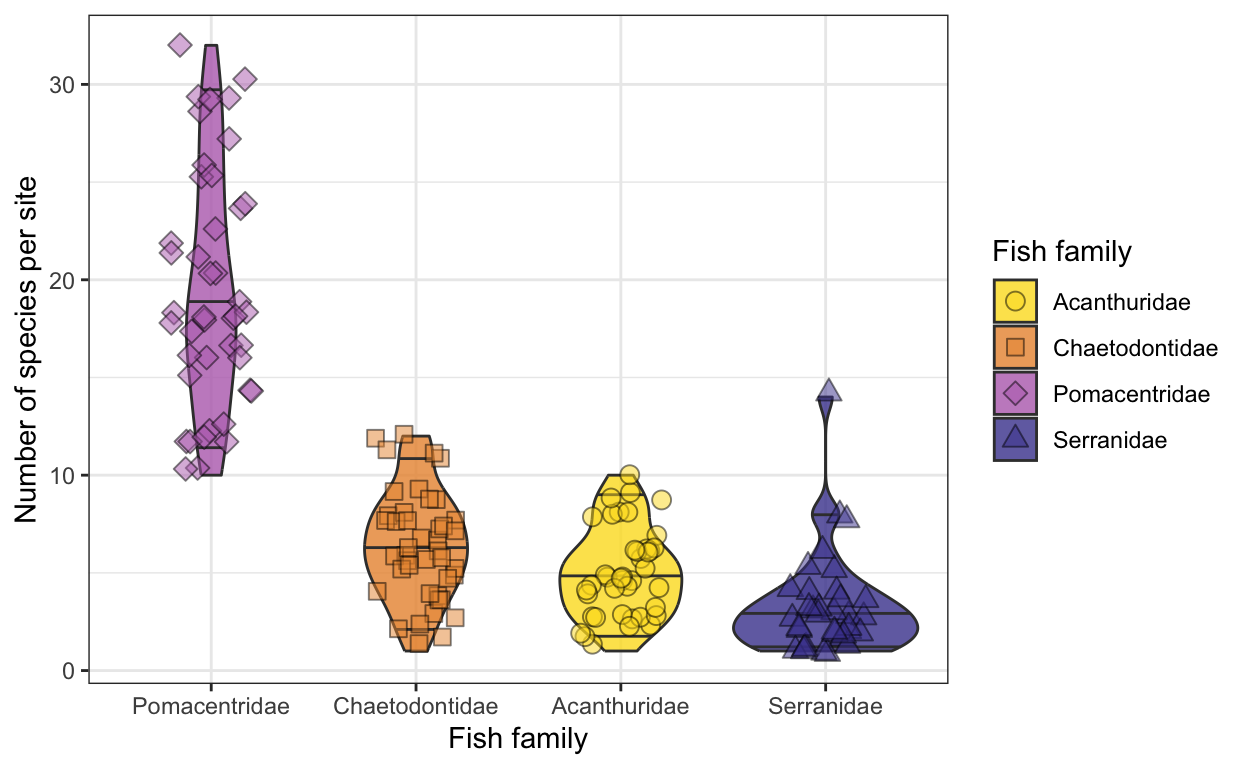 Number of species per site
30
20
10
0
Pomacentridae
Chaetodontidae
Acanthuridae
Serranidae
Fish family
Fish family
Acanthuridae
Chaetodontidae
Pomacentridae
Serranidae